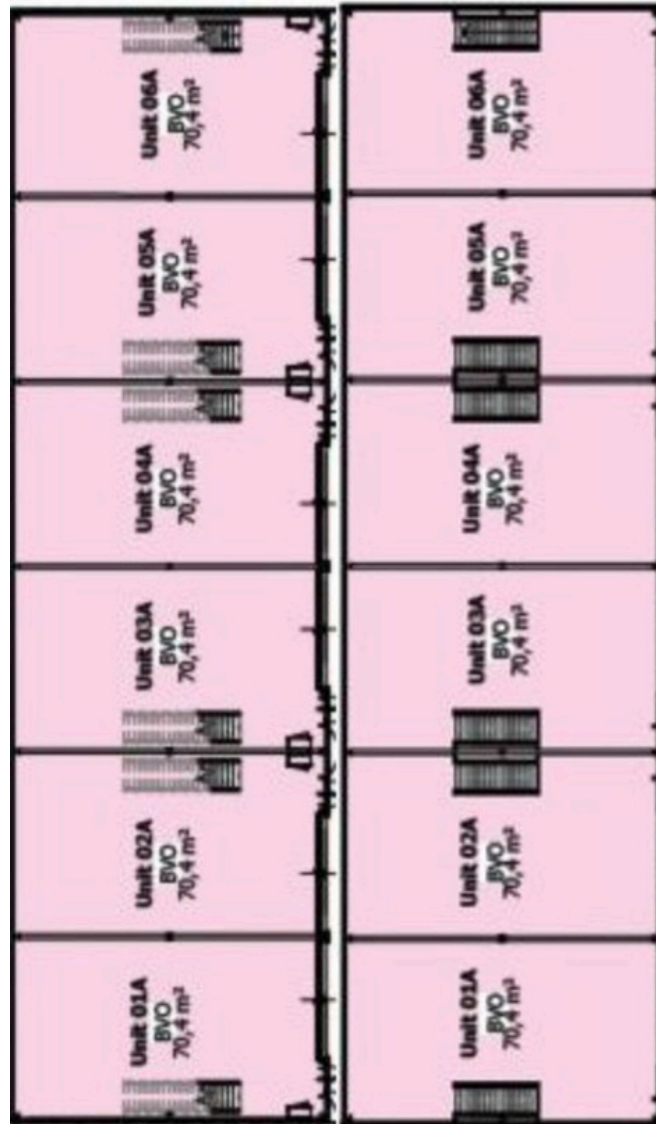 Unit 06A
BVO
70,4 m²
Unit 06A
BVO
70,4 m²
Unit 05A
BVO
70,4 m²
Unit 05A
BVO
70,4 m²
Unit 04A
BVO
70,4 m²
Unit 04A
BVO
70,4 m²
Unit 03A
BVO
70,4 m²
Unit 03A
BVO
70,4 m²
Unit 02A
BVO
70,4 m²
Unit 02A
BVO
70,4 m²
Unit 01A
BVO
70,4 m²
Unit 01A
BVO
70,4 m²